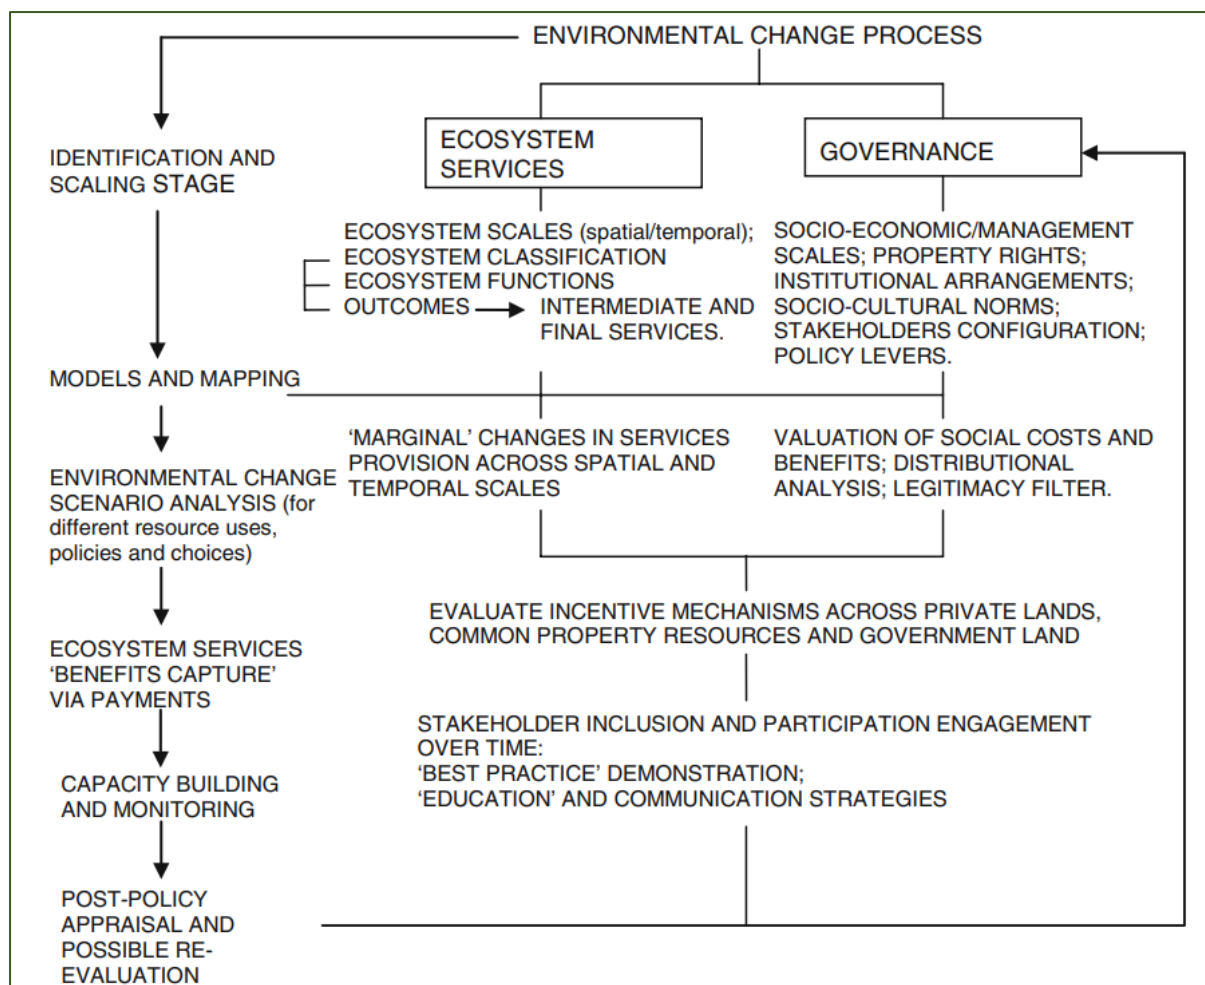 ENVIRONMENTAL CHANGE PROCESS
IDENTIFICATION AND
SCALING STAGE
ECOSYSTEM
SERVICES
GOVERNANCE
ECOSYSTEM SCALES (spatial/temporal);
ECOSYSTEM CLASSIFICATION
ECOSYSTEM FUNCTIONS
OUTCOMES
INTERMEDIATE AND
FINAL SERVICES.
SOCIO-ECONOMIC/MANAGEMENT
SCALES; PROPERTY RIGHTS;
INSTITUTIONAL ARRANGEMENTS;
SOCIO-CULTURAL NORMS;
STAKEHOLDERS CONFIGURATION;
POLICY LEVERS.
MODELS AND MAPPING
‘MARGINAL’ CHANGES IN SERVICES
PROVISION ACROSS SPATIAL AND
TEMPORAL SCALES
VALUATION OF SOCIAL COSTS AND
BENEFITS; DISTRIBUTIONAL
ANALYSIS; LEGITIMACY FILTER.
ENVIRONMENTAL CHANGE
SCENARIO ANALYSIS (for
different resource uses,
policies and choices)
EVALUATE INCENTIVE MECHANISMS ACROSS PRIVATE LANDS,
COMMON PROPERTY RESOURCES AND GOVERNMENT LAND
ECOSYSTEM SERVICES
‘BENEFITS CAPTURE’
VIA PAYMENTS
STAKEHOLDER INCLUSION AND PARTICIPATION ENGAGEMENT
OVER TIME:
‘BEST PRACTICE’ DEMONSTRATION;
‘EDUCATION’ AND COMMUNICATION STRATEGIES
CAPACITY BUILDING
AND MONITORING
POST-POLICY
APPRAISAL AND
POSSIBLE RE-
EVALUATION